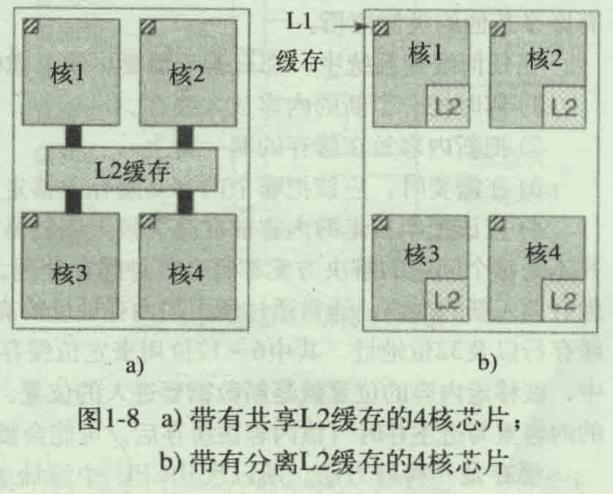 L1
缓存
核1
核2
L2
L2
L2缓存
核3
核4
核3
核4
L2
L2
核1
核2
a)
b)
图1-8 a) 带有共享L2缓存的4核芯片；
b) 带有分离L2缓存的4核芯片